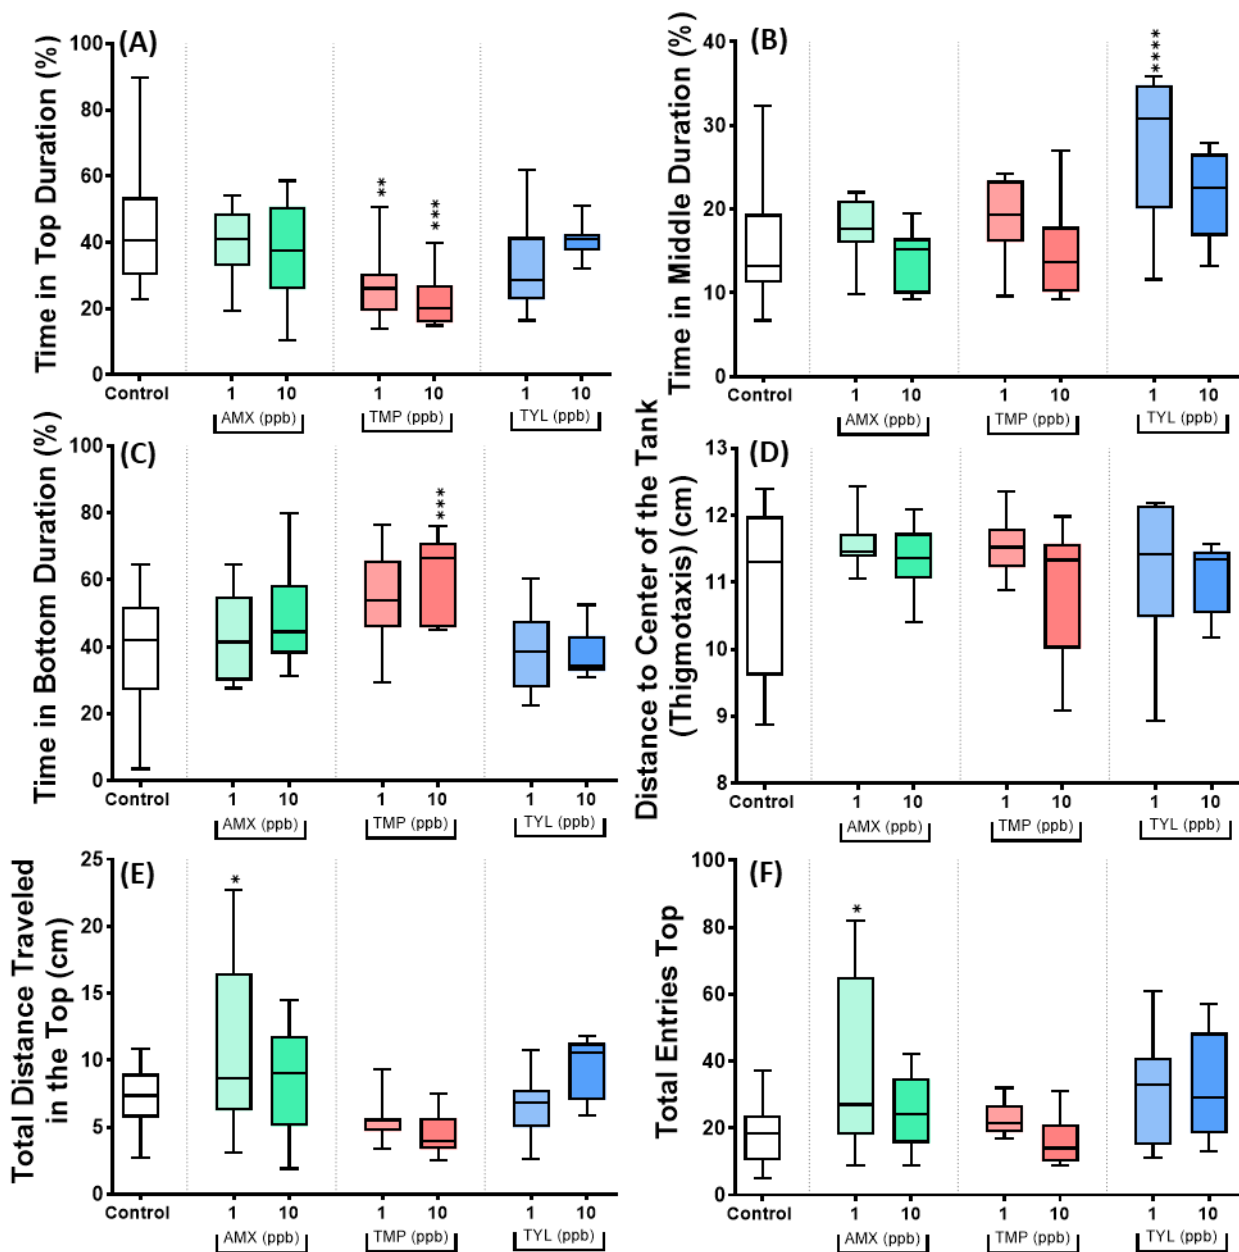 (A)
Time in Top Duration (%)
100
80
60
40
20
0
**
***
Control
1
10
1
10
1
10
AMX (ppb)
TMP (ppb)
TYL (ppb)
(B)
Time in Middle Duration (%)
40
30
20
10
0
****
Control
1
10
1
10
1
10
AMX (ppb)
TMP (ppb)
TYL (ppb)
(C)
Time in Bottom Duration (%)
100
80
60
40
20
0
***
Control
1
10
1
10
1
10
AMX (ppb)
TMP (ppb)
TYL (ppb)
(D)
Distance to Center of the Tank
(Thigmotaxis) (cm)
13
12
11
10
9
8
Control
1
10
1
10
1
10
AMX (ppb)
TMP (ppb)
TYL (ppb)
(E)
Total Distance Traveled
in the Top (cm)
25
20
15
10
5
0
*
Control
1
10
1
10
1
10
AMX (ppb)
TMP (ppb)
TYL (ppb)
(F)
Total Entries Top
100
80
60
40
20
0
*
Control
1
10
1
10
1
10
AMX (ppb)
TMP (ppb)
TYL (ppb)